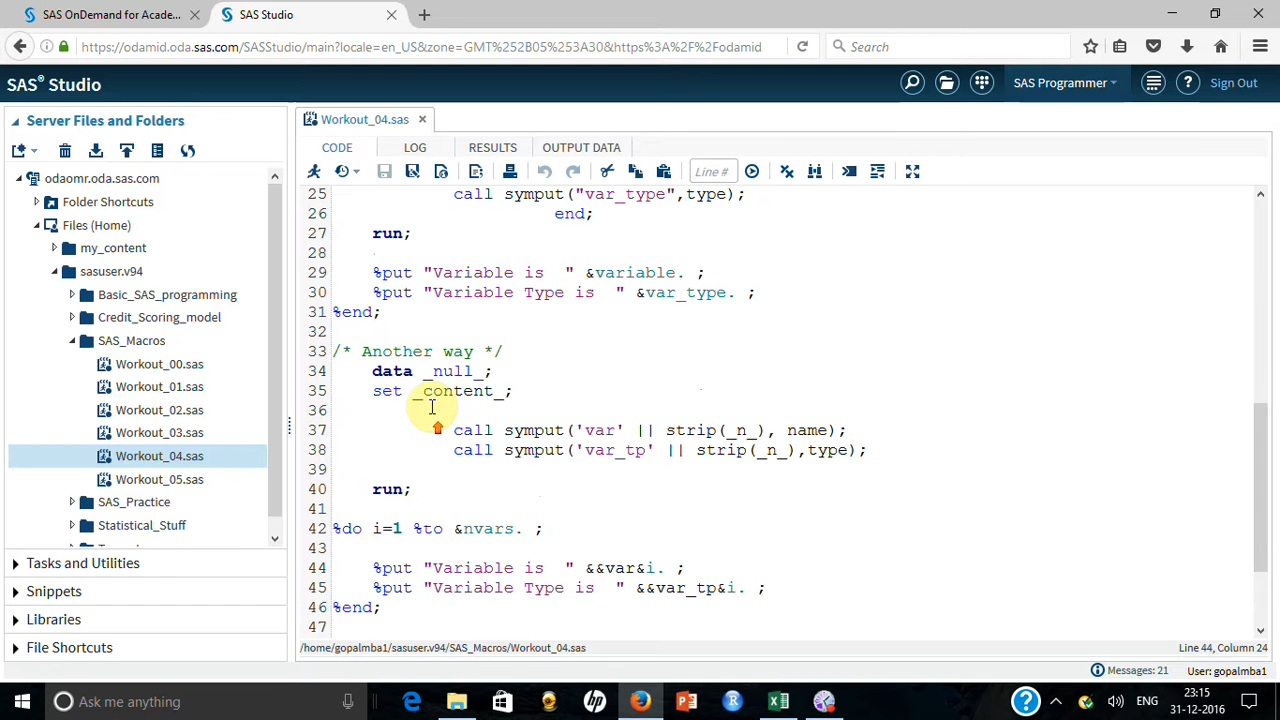 SAS OnDemand for Acade...
SAS Studio
https://odamid.oda.sas.com/SASStudio/main?locale=en_US&zone=GMT%252B05%253A30&https%3A%2F%2Fodamid
Search
SAS® Studio
SAS Programmer
Sign Out
Server Files and Folders
odaomr.oda.sas.com
Folder Shortcuts
Files (Home)
my_content
sasuser.v94
Basic_SAS_programming
Credit_Scoring_model
SAS_Macros
Workout_00.sas
Workout_01.sas
Workout_02.sas
Workout_03.sas
Workout_04.sas
Workout_05.sas
SAS_Practice
Statistical_Stuff
Tasks and Utilities
Snippets
Libraries
File Shortcuts
Workout_04.sas
CODE LOG RESULTS OUTPUT DATA
Line #
25 call symput("var_type",type);
26 end;
27 run;
28
29 %put "Variable is  " &variable. ;
30 %put "Variable Type is  " &var_type. ;
31 %end;
32
33 /* Another way */
34 data _null_;
35 set _content_;
36
37 call symput('var' || strip(_n_), name);
38 call symput('var_tp' || strip(_n_),type);
39
40 run;
41
42 %do i=1 %to &nvars. ;
43
44 %put "Variable is  " &&var&i. ;
45 %put "Variable Type is  " &&var_tp&i. ;
46 %end;
47
/home/gopalmba1/sasuser.v94/SAS_Macros/Workout_04.sas
Line 44, Column 24
Messages: 21
User: gopalmba1
Ask me anything
ENG
23:15
31-12-2016